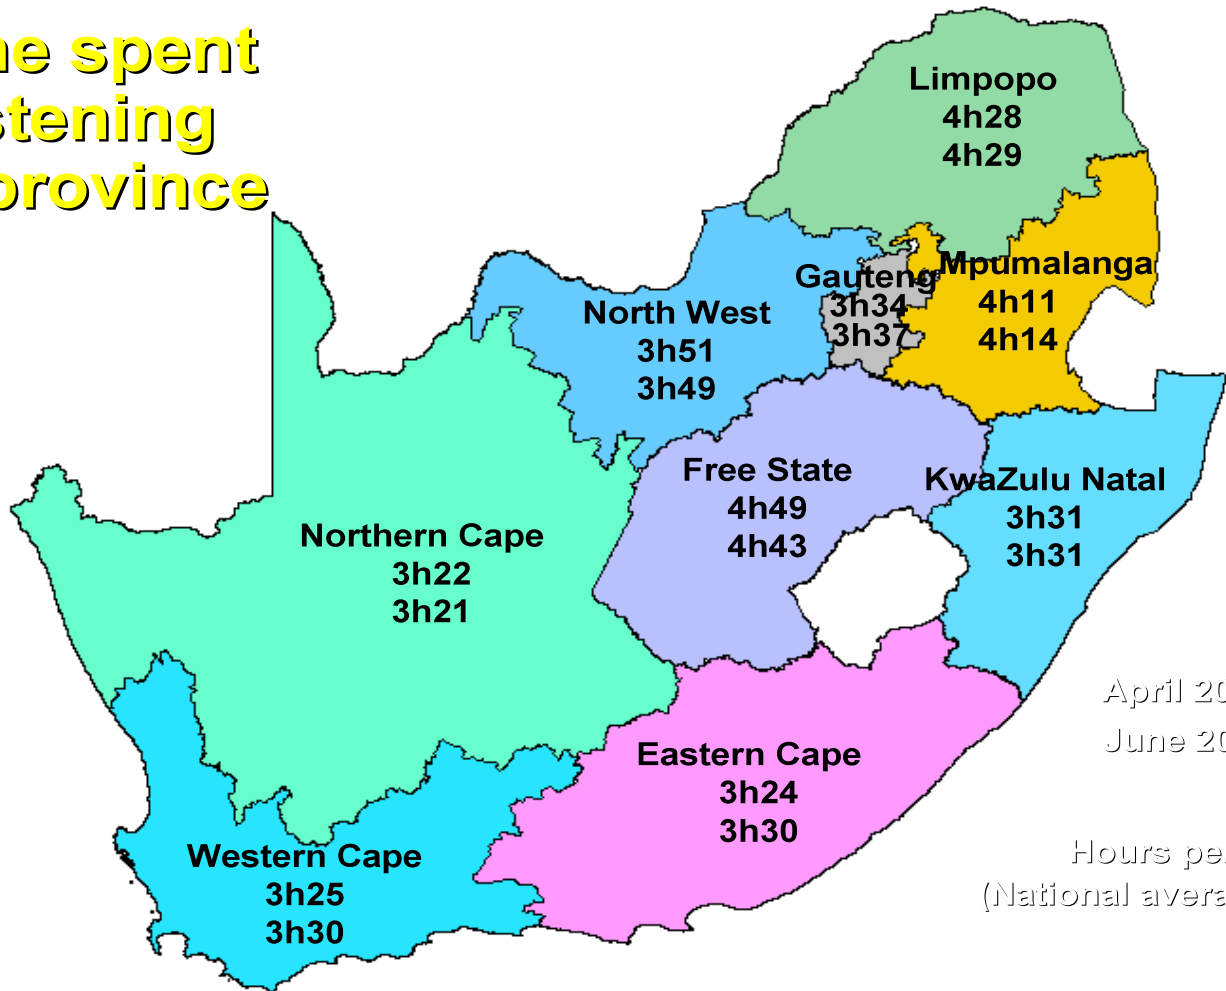 ne spent
stening
province
Limpopo
4h28
4h29
Gauteng
3h34
3h37
Mpumalanga
4h11
4h14
North West
3h51
3h49
Free State
4h49
4h43
KwaZulu Natal
3h31
3h31
Northern Cape
3h22
3h21
April 20
June 20
Eastern Cape
3h24
3h30
Western Cape
3h25
3h30
Hours pe
(National avera